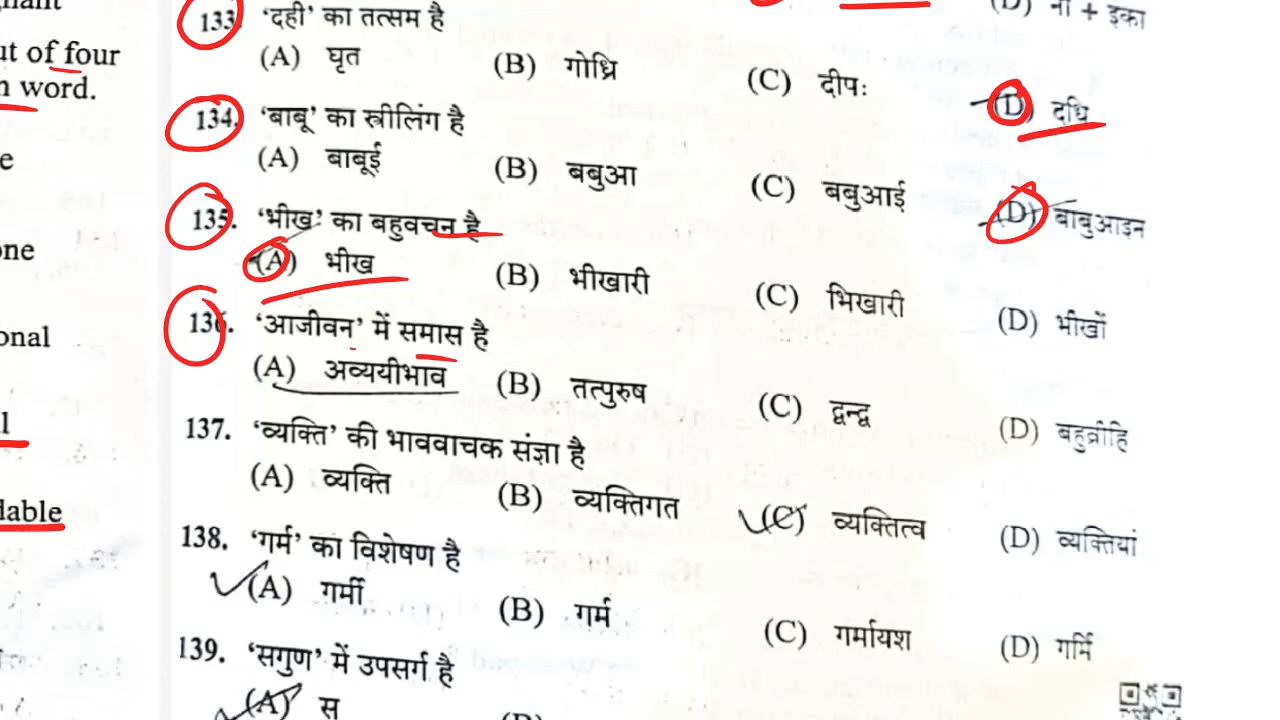 ut of four
word.
one
onal
dable
(D) ना + इका
133. ‘दही’ का तत्सम है
(A) घृत (B) गोध्रि (C) दीपः (D) दधि
134. ‘बाबू’ का स्त्रीलिंग है
(A) बाबूई (B) बबुआ (C) बबुआई (D) बाबुआइन
135. ‘भीख’ का बहुवचन है
(A) भीख (B) भीखारी (C) भिखारी (D) भीखों
136. ‘आजीवन’ में समास है
(A) अव्ययीभाव (B) तत्पुरुष (C) द्वन्द्व (D) बहुव्रीहि
137. ‘व्यक्ति’ की भाववाचक संज्ञा है
(A) व्यक्ति (B) व्यक्तिगत (C) व्यक्तित्व (D) व्यक्तियां
138. ‘गर्म’ का विशेषण है
(A) गर्मी (B) गर्म (C) गर्मायश (D) गर्मि
139. ‘सगुण’ में उपसर्ग है
(A) स